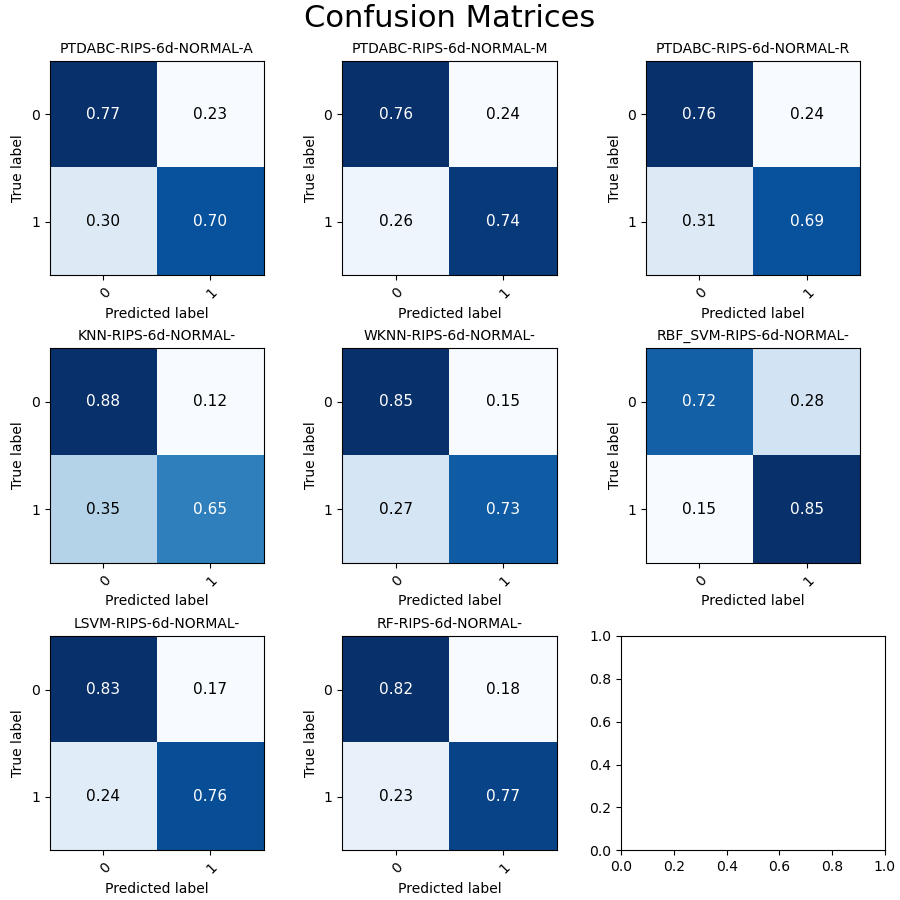 Confusion Matrices
PTDABC-RIPS-6d-NORMAL-A
0
0.77
0.23
True label
1
0.30
0.70
0
1
Predicted label
PTDABC-RIPS-6d-NORMAL-M
0
0.76
0.24
True label
1
0.26
0.74
0
1
Predicted label
PTDABC-RIPS-6d-NORMAL-R
0
0.76
0.24
True label
1
0.31
0.69
0
1
Predicted label
KNN-RIPS-6d-NORMAL-
0
0.88
0.12
True label
1
0.35
0.65
0
1
Predicted label
WKNN-RIPS-6d-NORMAL-
0
0.85
0.15
True label
1
0.27
0.73
0
1
Predicted label
RBF_SVM-RIPS-6d-NORMAL-
0
0.72
0.28
True label
1
0.15
0.85
0
1
Predicted label
LSVM-RIPS-6d-NORMAL-
0
0.83
0.17
True label
1
0.24
0.76
0
1
Predicted label
RF-RIPS-6d-NORMAL-
0
0.82
0.18
True label
1
0.23
0.77
0
1
Predicted label
1.0
0.8
0.6
0.4
0.2
0.0
0.0 0.2 0.4 0.6 0.8 1.0